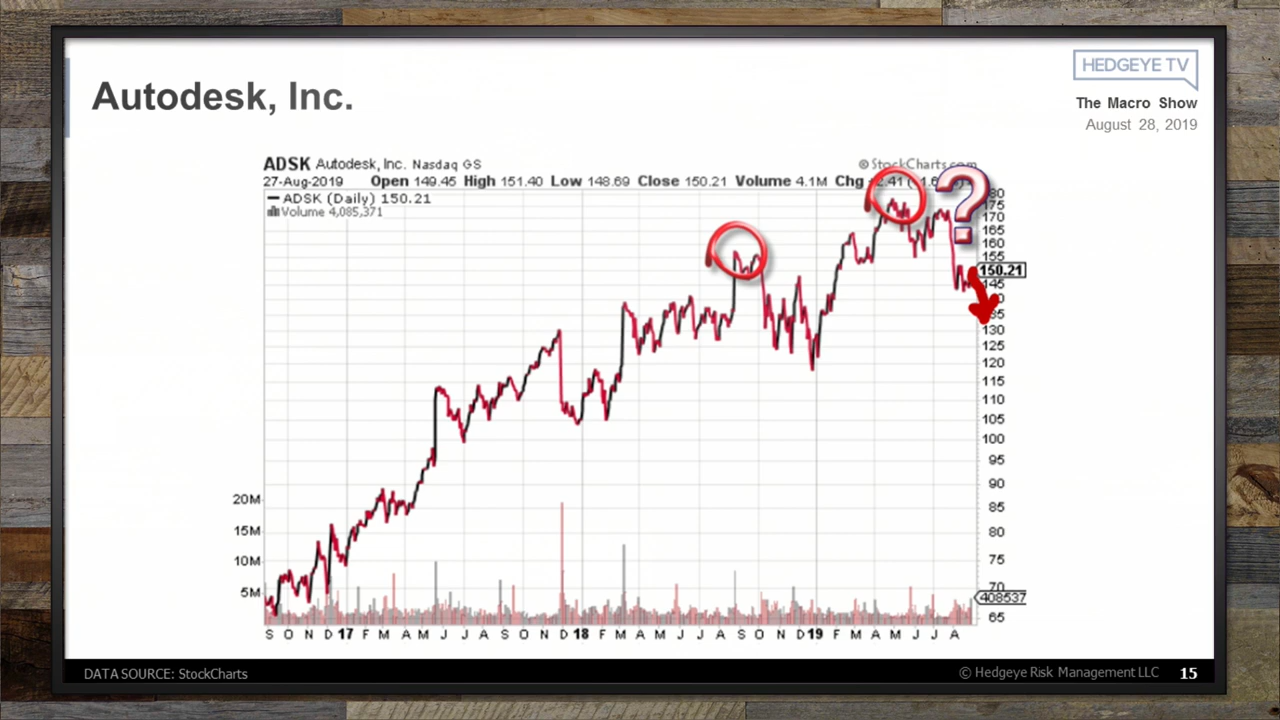 HEDGEYE TV
Autodesk, Inc.
The Macro Show
August 28, 2019
ADSK Autodesk, Inc. Nasdaq GS
© StockCharts.com
27-Aug-2019 Open 149.45 High 151.40 Low 148.69 Close 150.21 Volume 4.1M Chg
ADSK (Daily) 150.21
Volume 4,085,371
175
170
165
160
155
150.21
145
130
125
120
115
110
105
100
95
90
20M
85
15M
80
10M
75
5M
70
408537
65
S O N D 17 F M A M J J A S O N D 18 F M A M J J A S O N D 19 F M A M J J A
?
DATA SOURCE: StockCharts
© Hedgeye Risk Management LLC 15